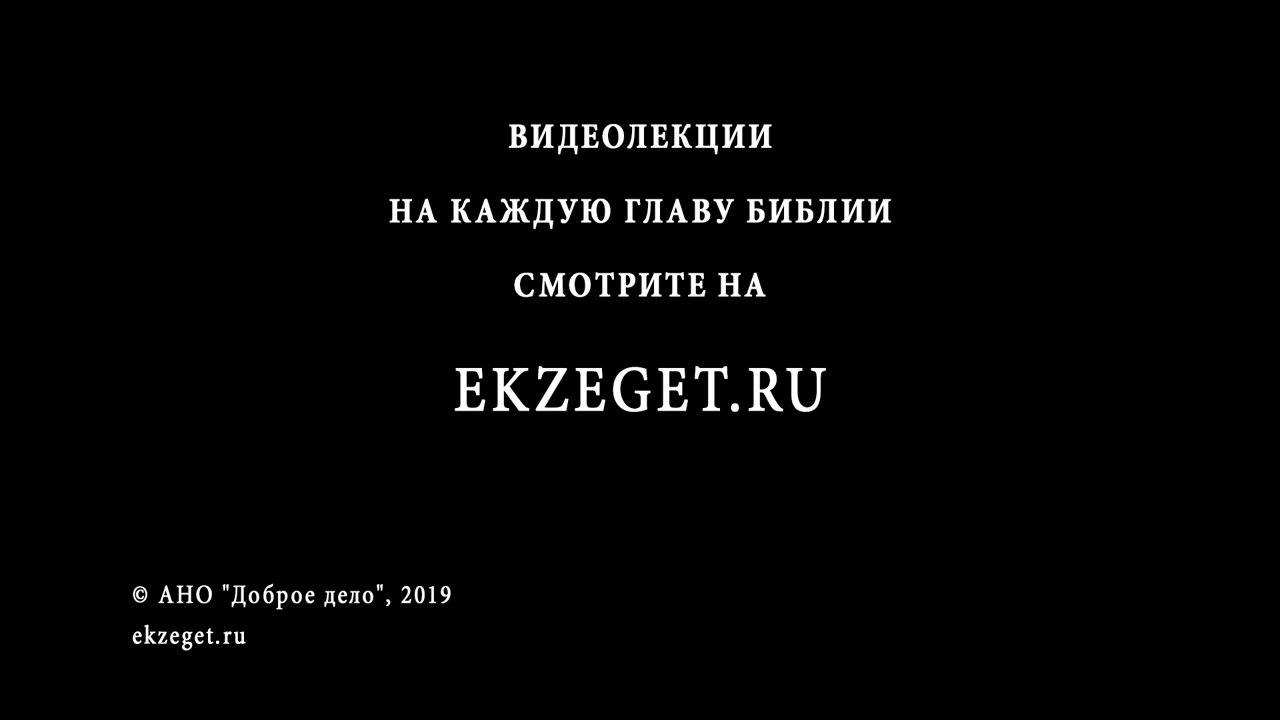 ВИДЕОЛЕКЦИИ
НА КАЖДУЮ ГЛАВУ БИБЛИИ
СМОТРИТЕ НА
EKZEGET.RU
© АНО "Доброе дело", 2019
ekzeget.ru